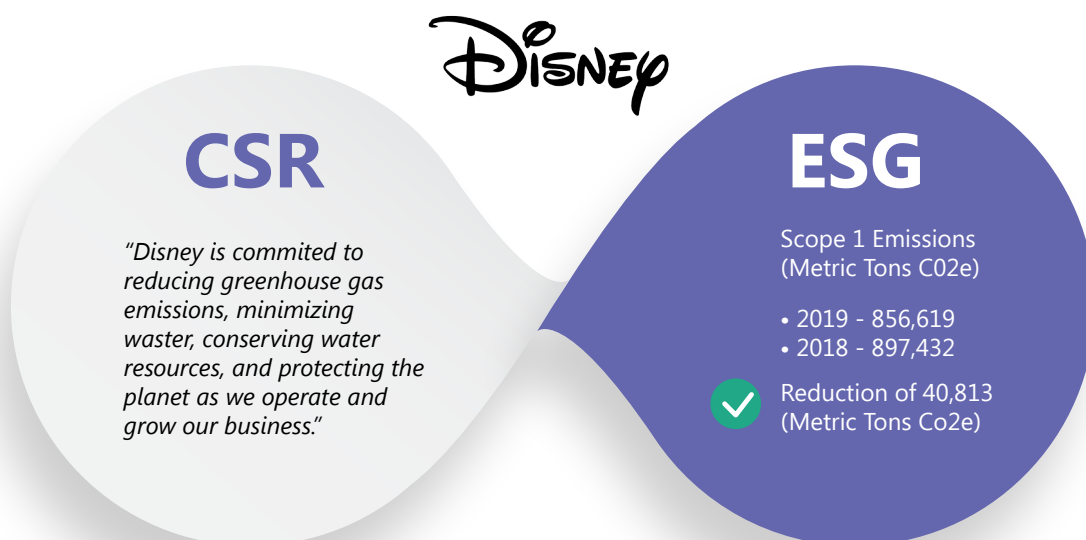 Disney
CSR
“Disney is commited to
reducing greenhouse gas
emissions, minimizing
waster, conserving water
resources, and protecting the
planet as we operate and
grow our business.”
ESG
Scope 1 Emissions
(Metric Tons C02e)
• 2019 - 856,619
• 2018 - 897,432
Reduction of 40,813
(Metric Tons Co2e)